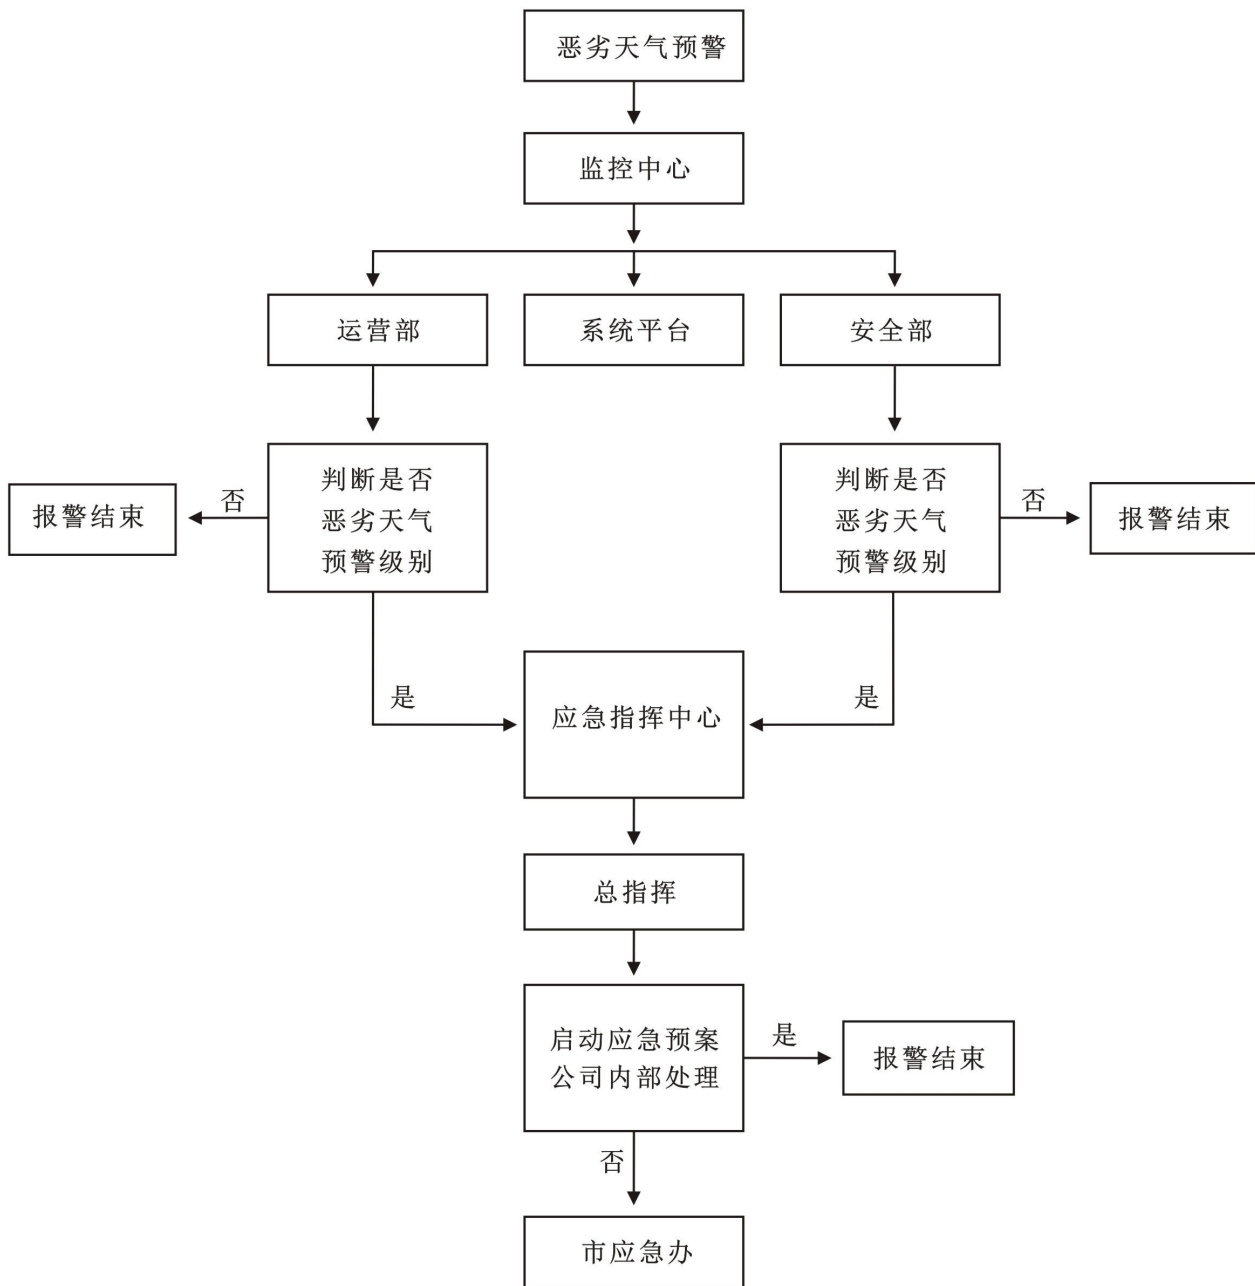 恶劣天气预警
监控中心
运营部
系统平台
安全部
判断是否
恶劣天气
预警级别
否
报警结束
判断是否
恶劣天气
预警级别
否
报警结束
是
应急指挥中心
是
总指挥
启动应急预案
公司内部处理
是
报警结束
否
市应急办